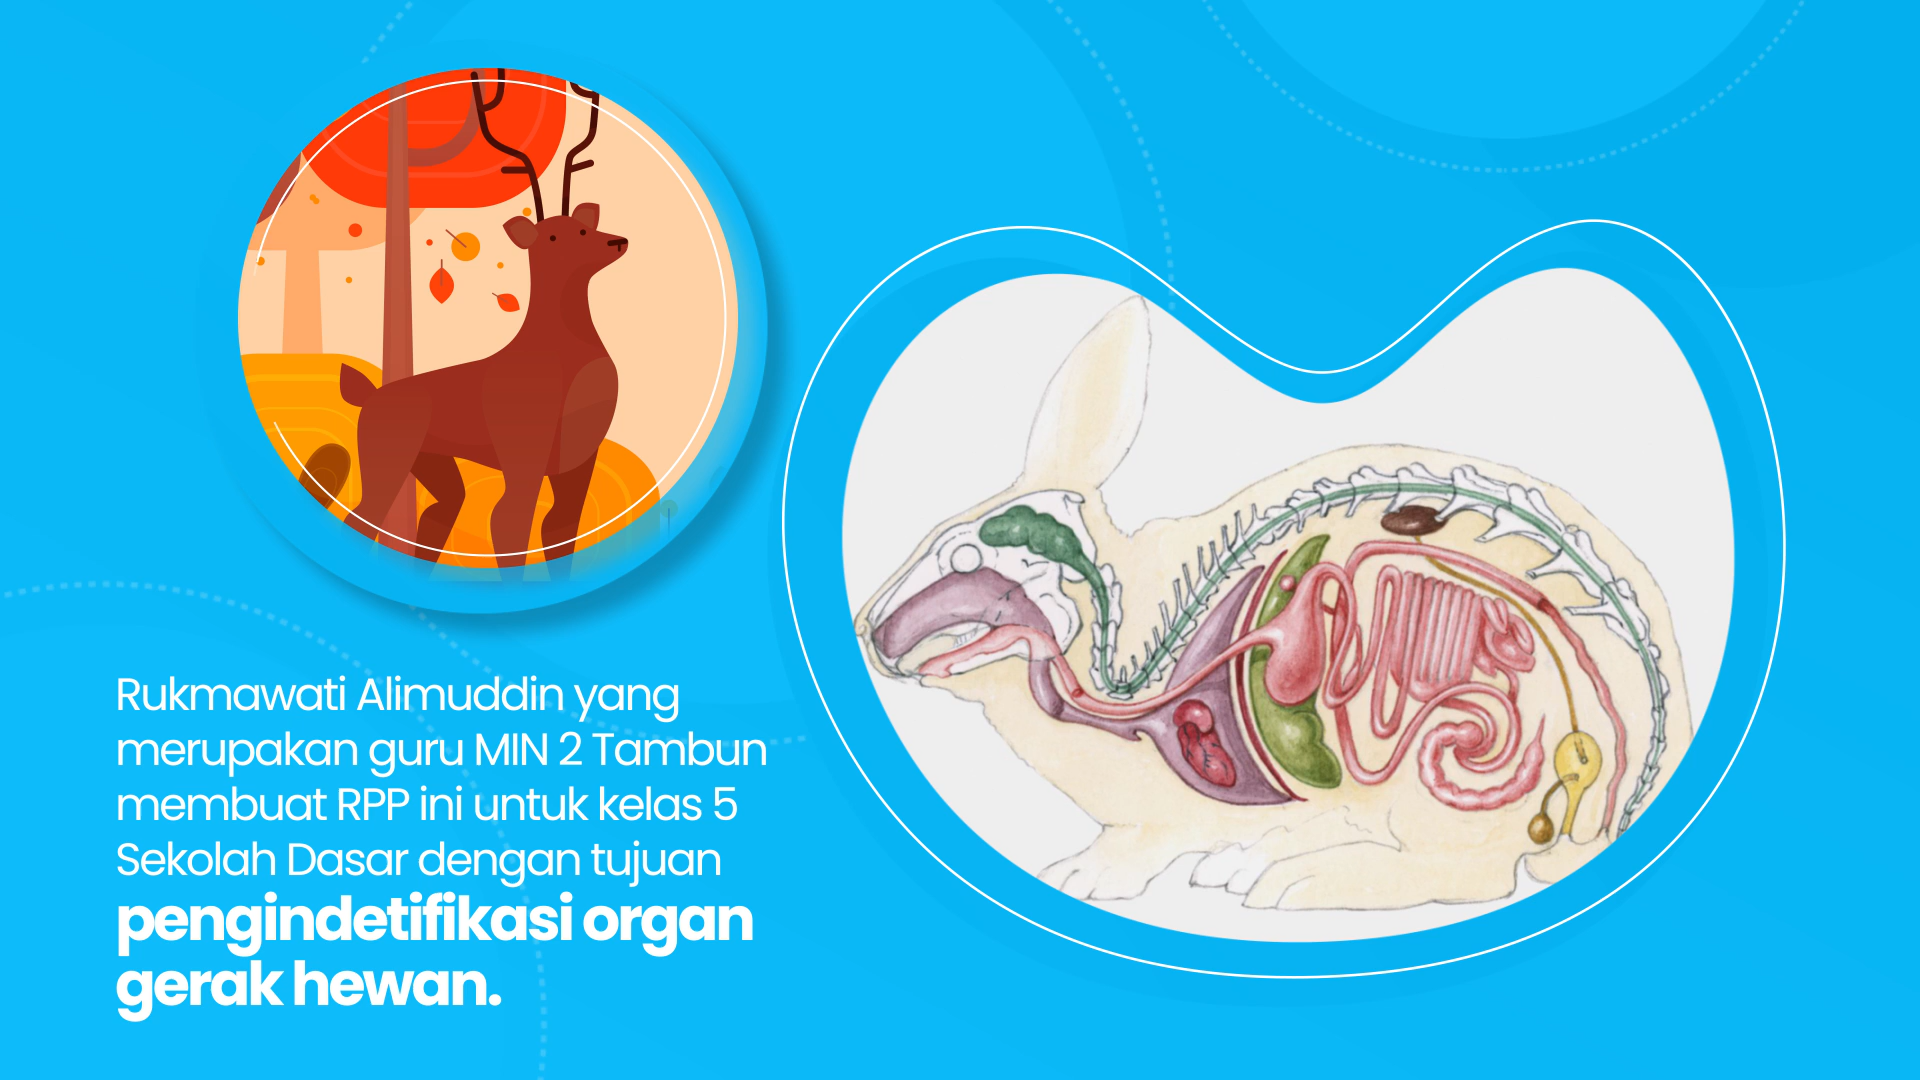 Rukmawati Alimuddin yang
merupakan guru MIN 2 Tambun
membuat RPP ini untuk kelas 5
Sekolah Dasar dengan tujuan
pengindetifikasi organ
gerak hewan.